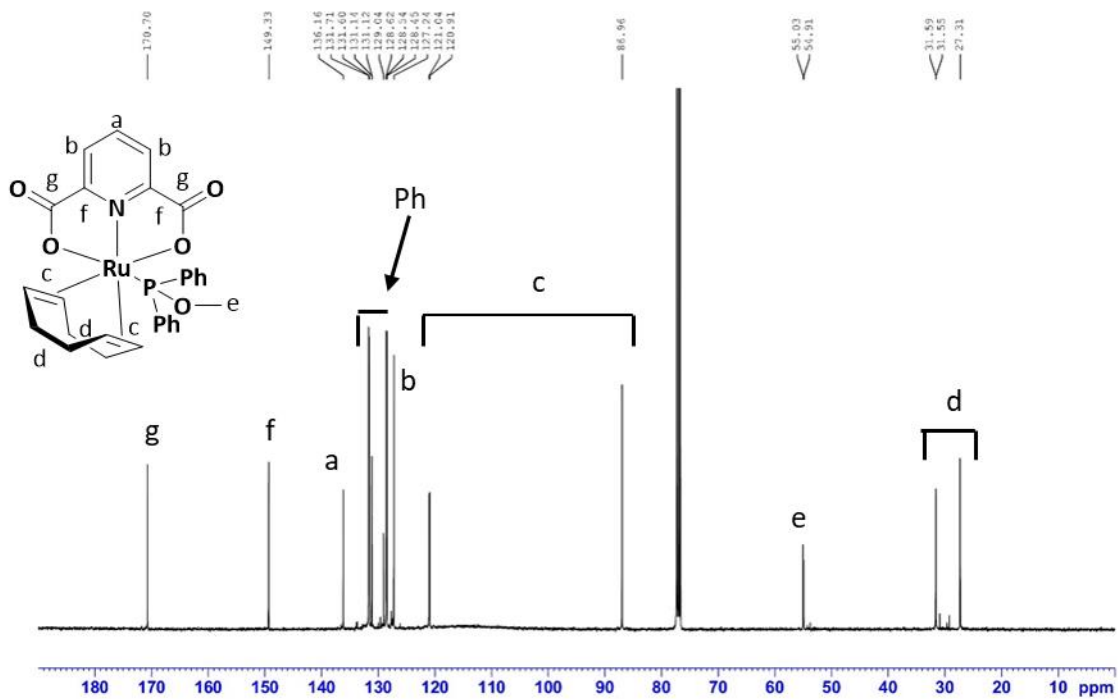 170.70
149.33
136.16
131.71
131.60
131.14
131.12
129.04
128.62
128.54
128.45
127.24
121.04
120.91
86.96
55.03
54.91
31.59
31.55
27.31
a
b b
O g g O
f N f
O O
Ru
c P Ph
O e
Ph
d c
d
Ph
c
b
g f a e d
180 170 160 150 140 130 120 110 100 90 80 70 60 50 40 30 20 10 ppm